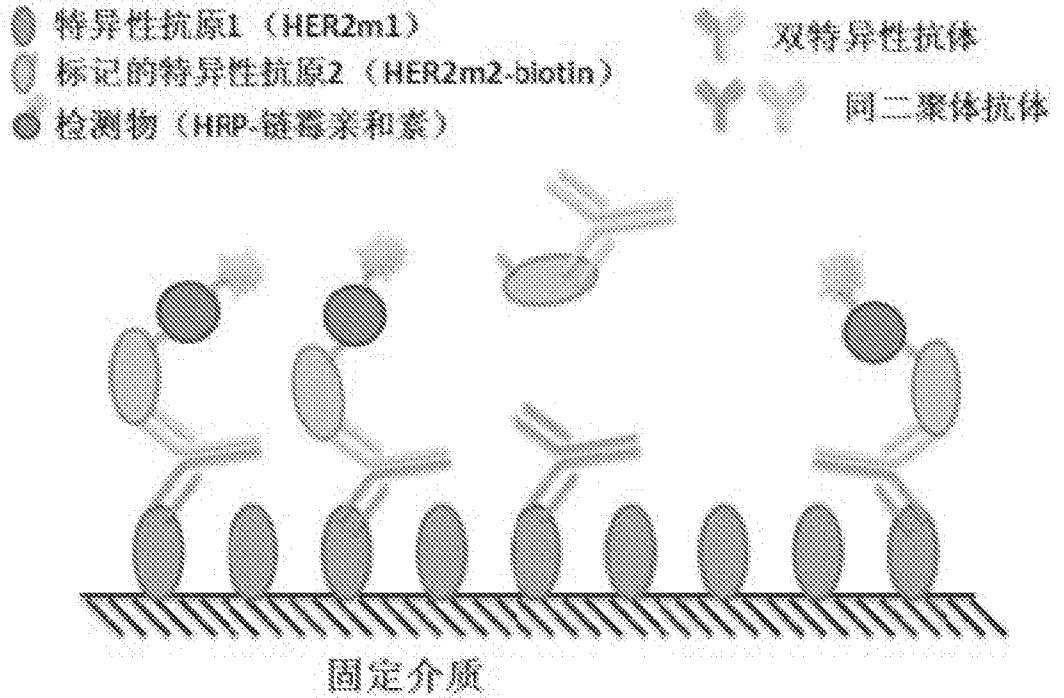 特异性抗原1（HER2m1）
标记的特异性抗原2（HER2m2-biotin）
检测物（HRP-链霉亲和素）
双特异性抗体
同二聚体抗体
固定介质